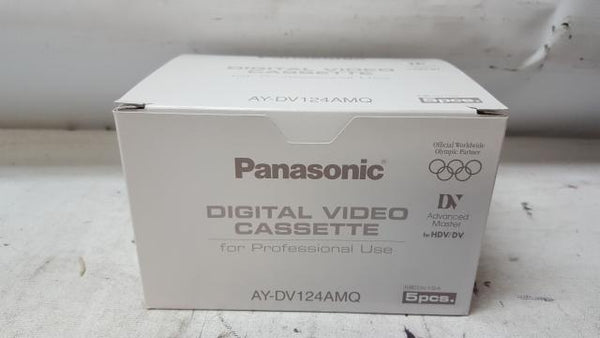 DIGITAL VIDEO
CASSETTE
AY-DV124AMQ
5pcs.
Panasonic
Official Worldwide
Olympic Partner
DV
Advanced
Master
for HDV/DV
DIGITAL VIDEO
CASSETTE
for Professional Use
AY-DV124AMQ
5pcs.